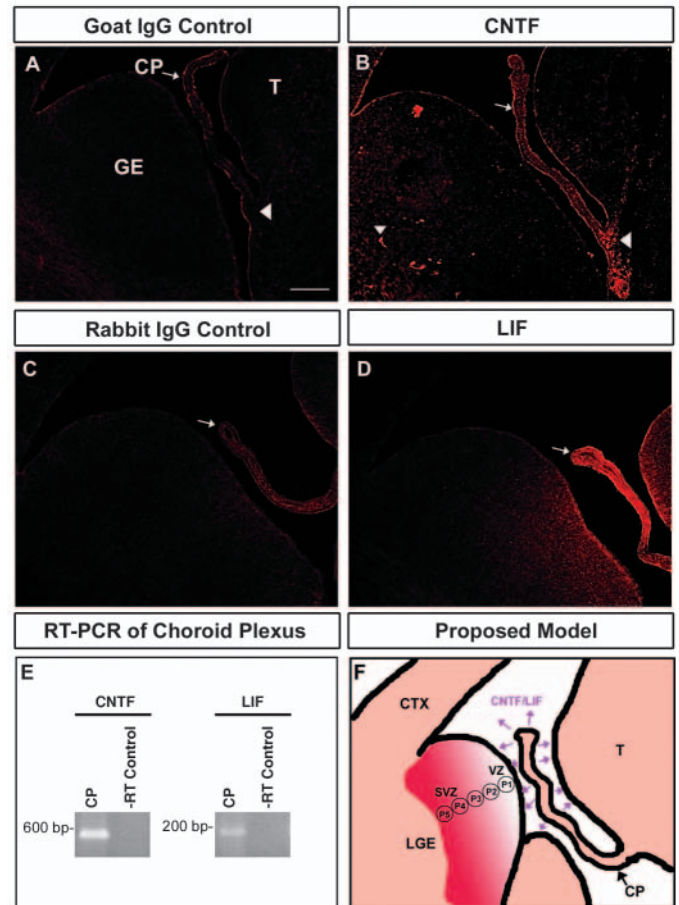 Goat IgG Control
CNTF
A
CP
T
GE
B
Rabbit IgG Control
LIF
C
D
RT-PCR of Choroid Plexus
Proposed Model
E
CNTF
LIF
CP
-RT Control
CP
-RT Control
600 bp-
200-
F
CTX
CNTF/LIF
T
VZ
P1
P2
SVZ
P3
P4
P5
LGE
CP